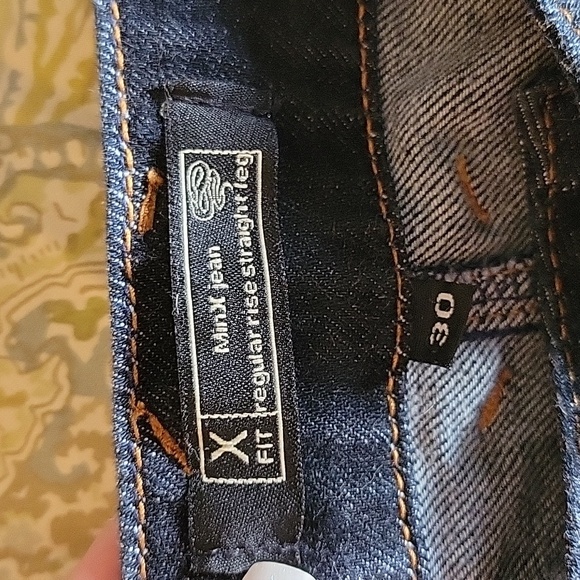 X
FIT
MinX jean
regular rise straight leg
30